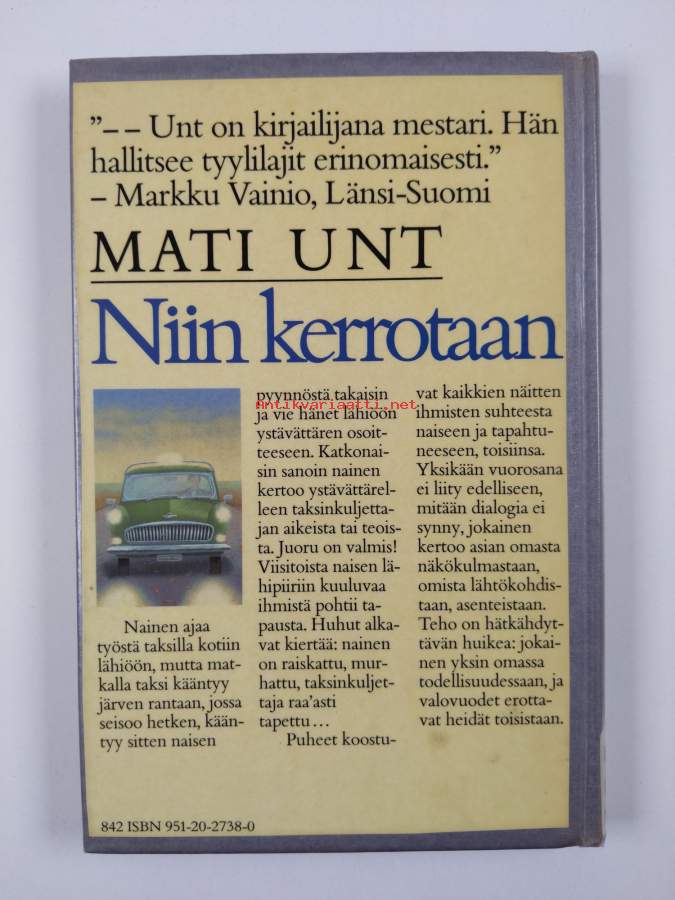 ”– – Unt on kirjailijana mestari. Hän
hallitsee tyylilajit erinomaisesti.”
– Markku Vainio, Länsi-Suomi
MATI UNT
Niin kerrotaan
Nainen ajaa
työstä taksilla kotiin
lähiöön, mutta mat-
kalla taksi kääntyy
järven rantaan, jossa
seisoo hetken, kään-
tyy sitten naisen
pyynnöstä takaisin
Antikvariaatti.net
ja vie hänet lähiöön
ystävättären osoit-
teeseen. Katkonai-
sin sanoin nainen
kertoo ystävättärel-
leen taksinkuljetta-
jan aikeista tai teois-
ta. Juoru on valmis!
Viisitoista naisen lä-
hipiiriin kuuluvaa
ihmistä pohtii ta-
pausta. Huhut alka-
vat kiertää: nainen
on raiskattu, mur-
hattu, taksinkuljet-
taja raa’asti
tapettu ...
Puheet koostu-
vat kaikkien näitten
ihmisten suhteesta
naiseen ja tapahtu-
neeseen, toisiinsa.
Yksikään vuorosana
ei liity edelliseen,
mitään dialogia ei
synny, jokainen
kertoo asian omasta
näkökulmastaan,
omista lähtökohdis-
taan, asenteistaan.
Teho on hätkähdyt-
tävän huikea: jokai-
nen yksin omassa
todellisuudessaan, ja
valovuodet erotta-
vat heidät toisistaan.
842 ISBN 951-20-2738-0